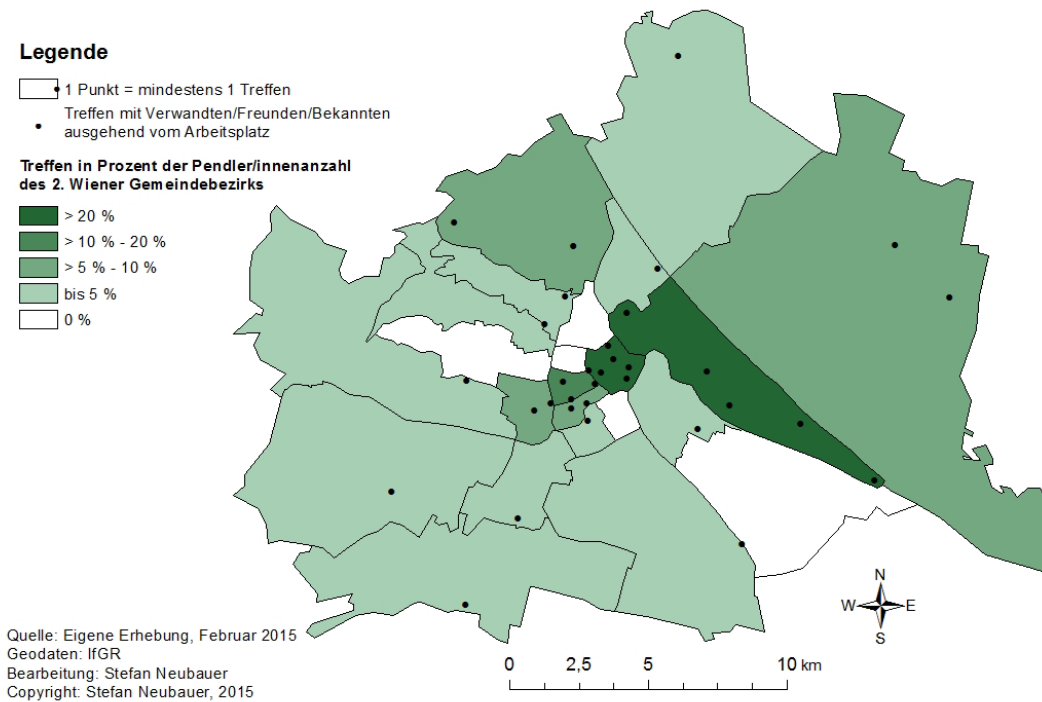 Legende
1 Punkt = mindestens 1 Treffen
Treffen mit Verwandten/Freunden/Bekannten
ausgehend vom Arbeitsplatz
Treffen in Prozent der Pendler/innenanzahl
des 2. Wiener Gemeindebezirks
> 20 %
> 10 % - 20 %
> 5 % - 10 %
bis 5 %
0 %
N
W E
S
Quelle: Eigene Erhebung, Februar 2015
Geodaten: IfGR
Bearbeitung: Stefan Neubauer
Copyright: Stefan Neubauer, 2015
0 2,5 5 10 km